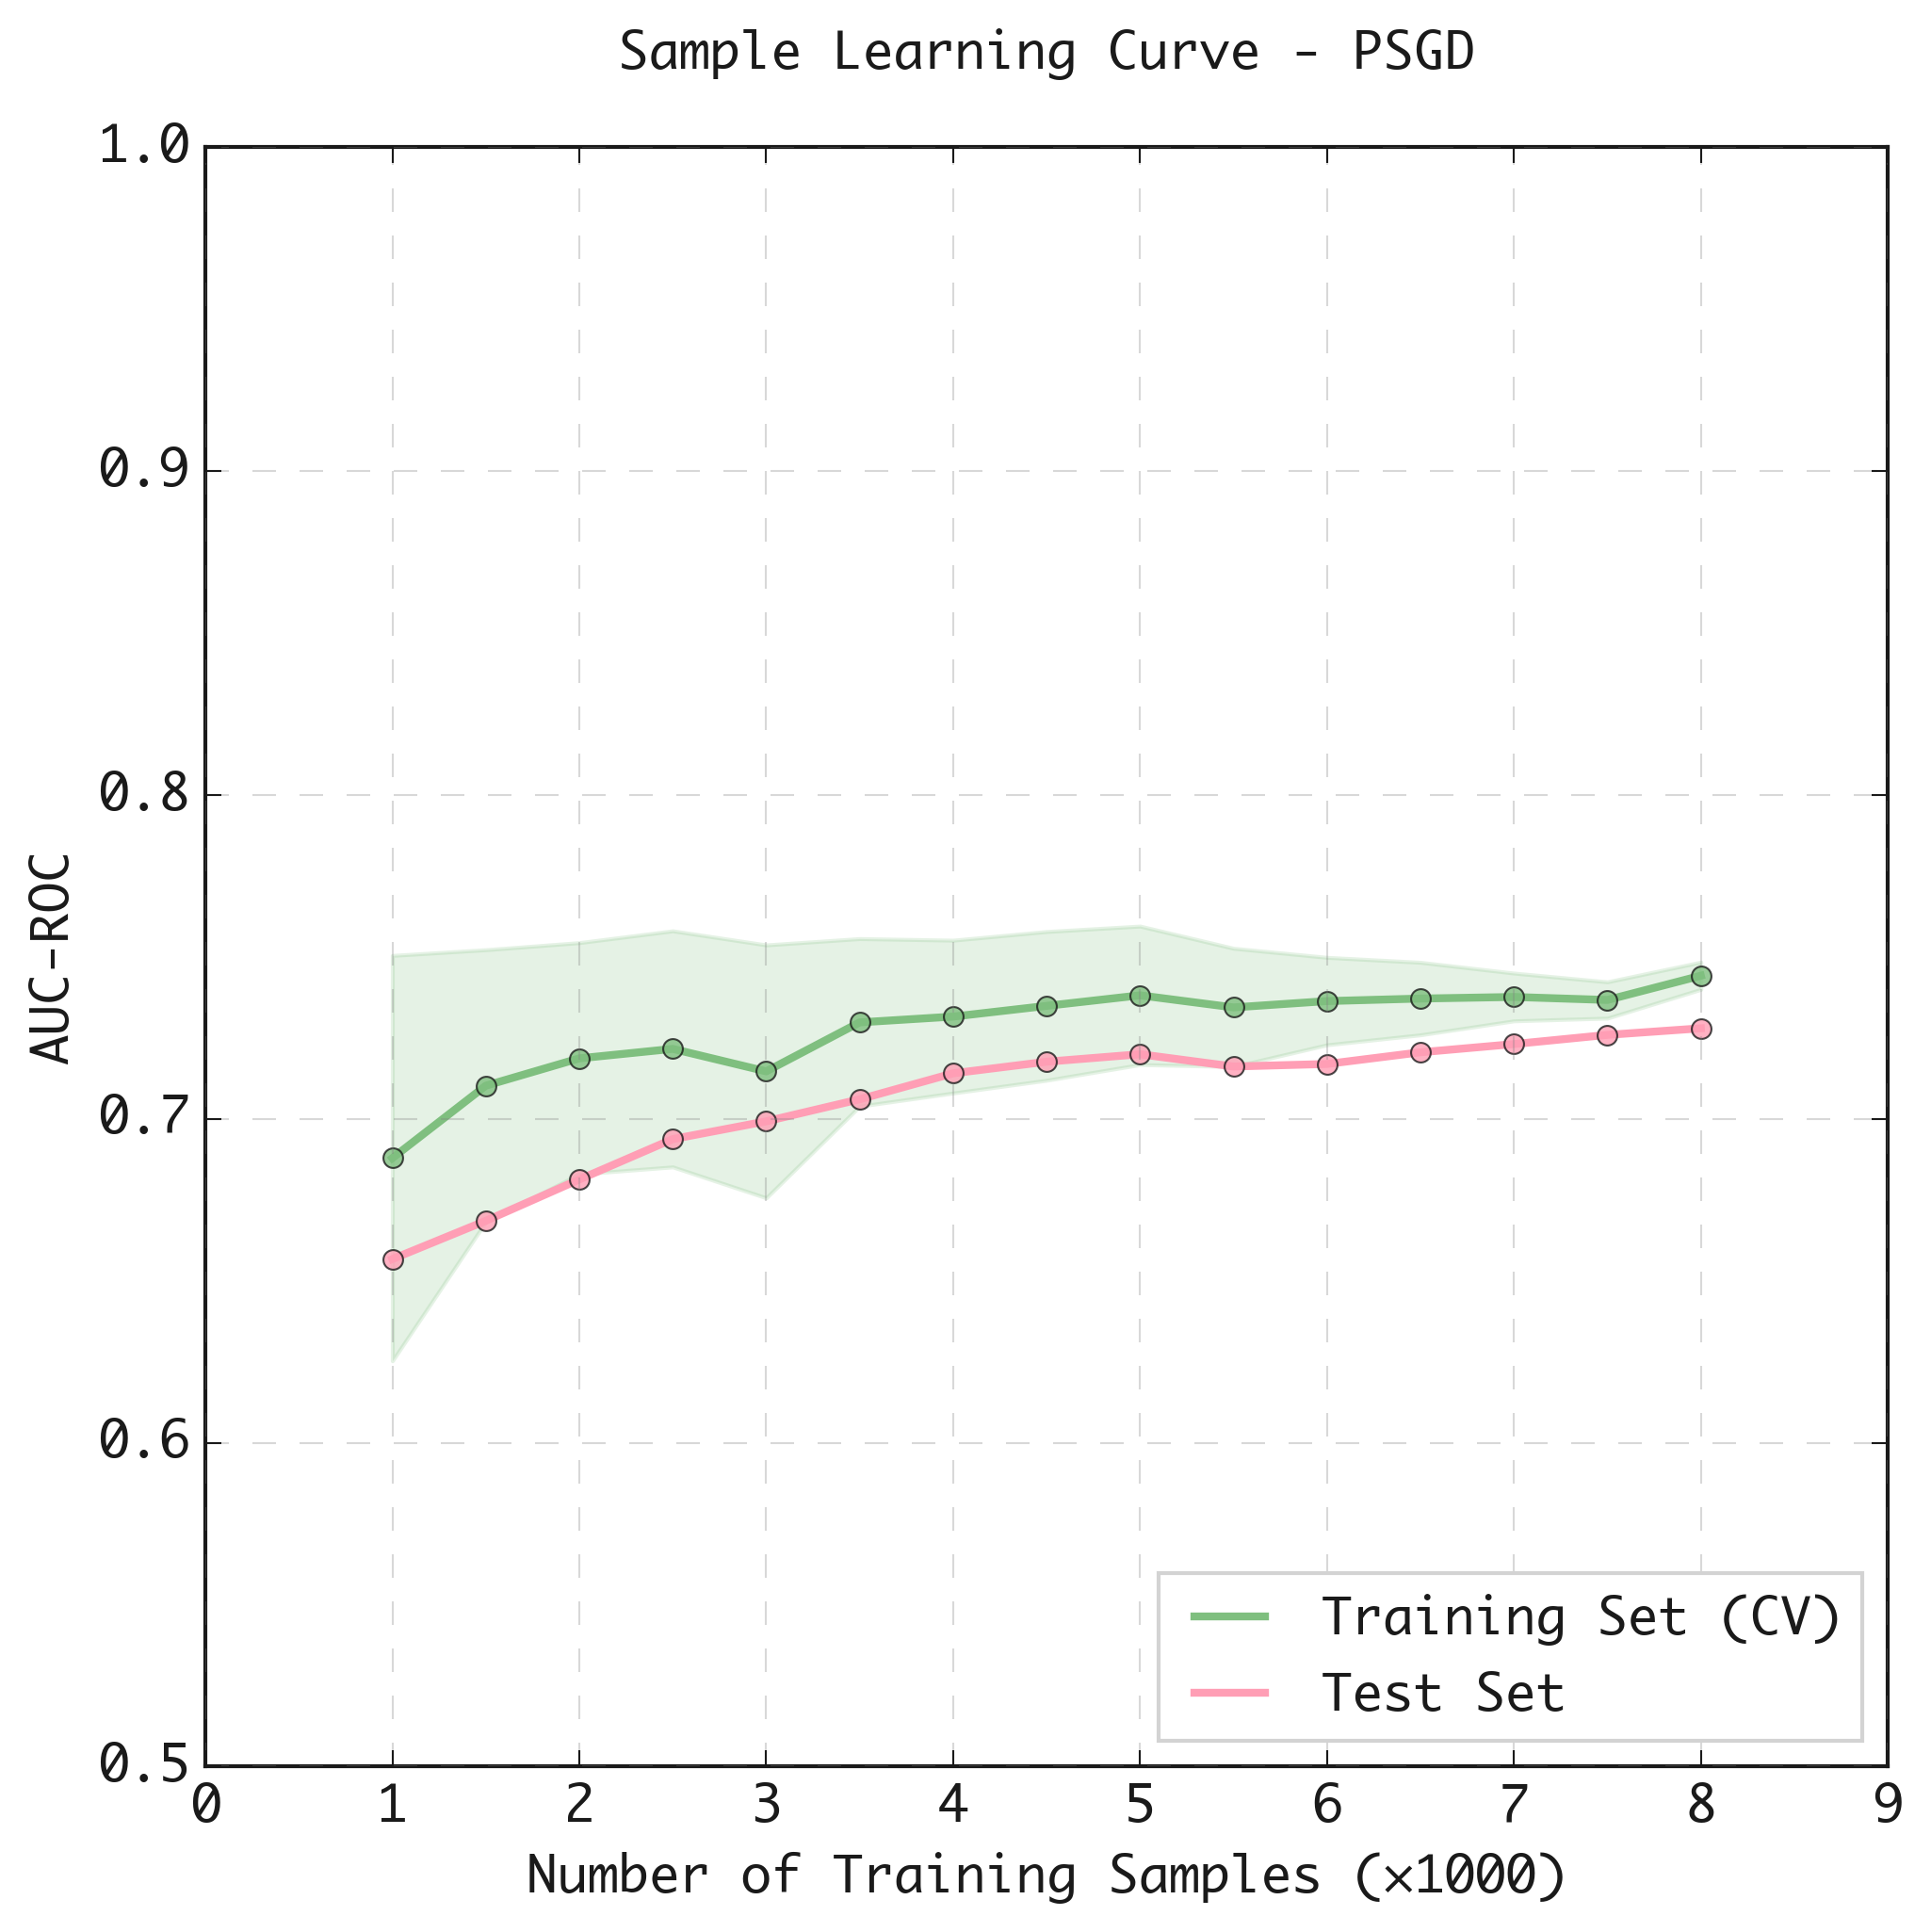 Sample Learning Curve - PSGD
1.0
0.9
0.8
0.7
0.6
0.5
AUC-ROC
Training Set (CV)
Test Set
0 1 2 3 4 5 6 7 8 9
Number of Training Samples (×1000)